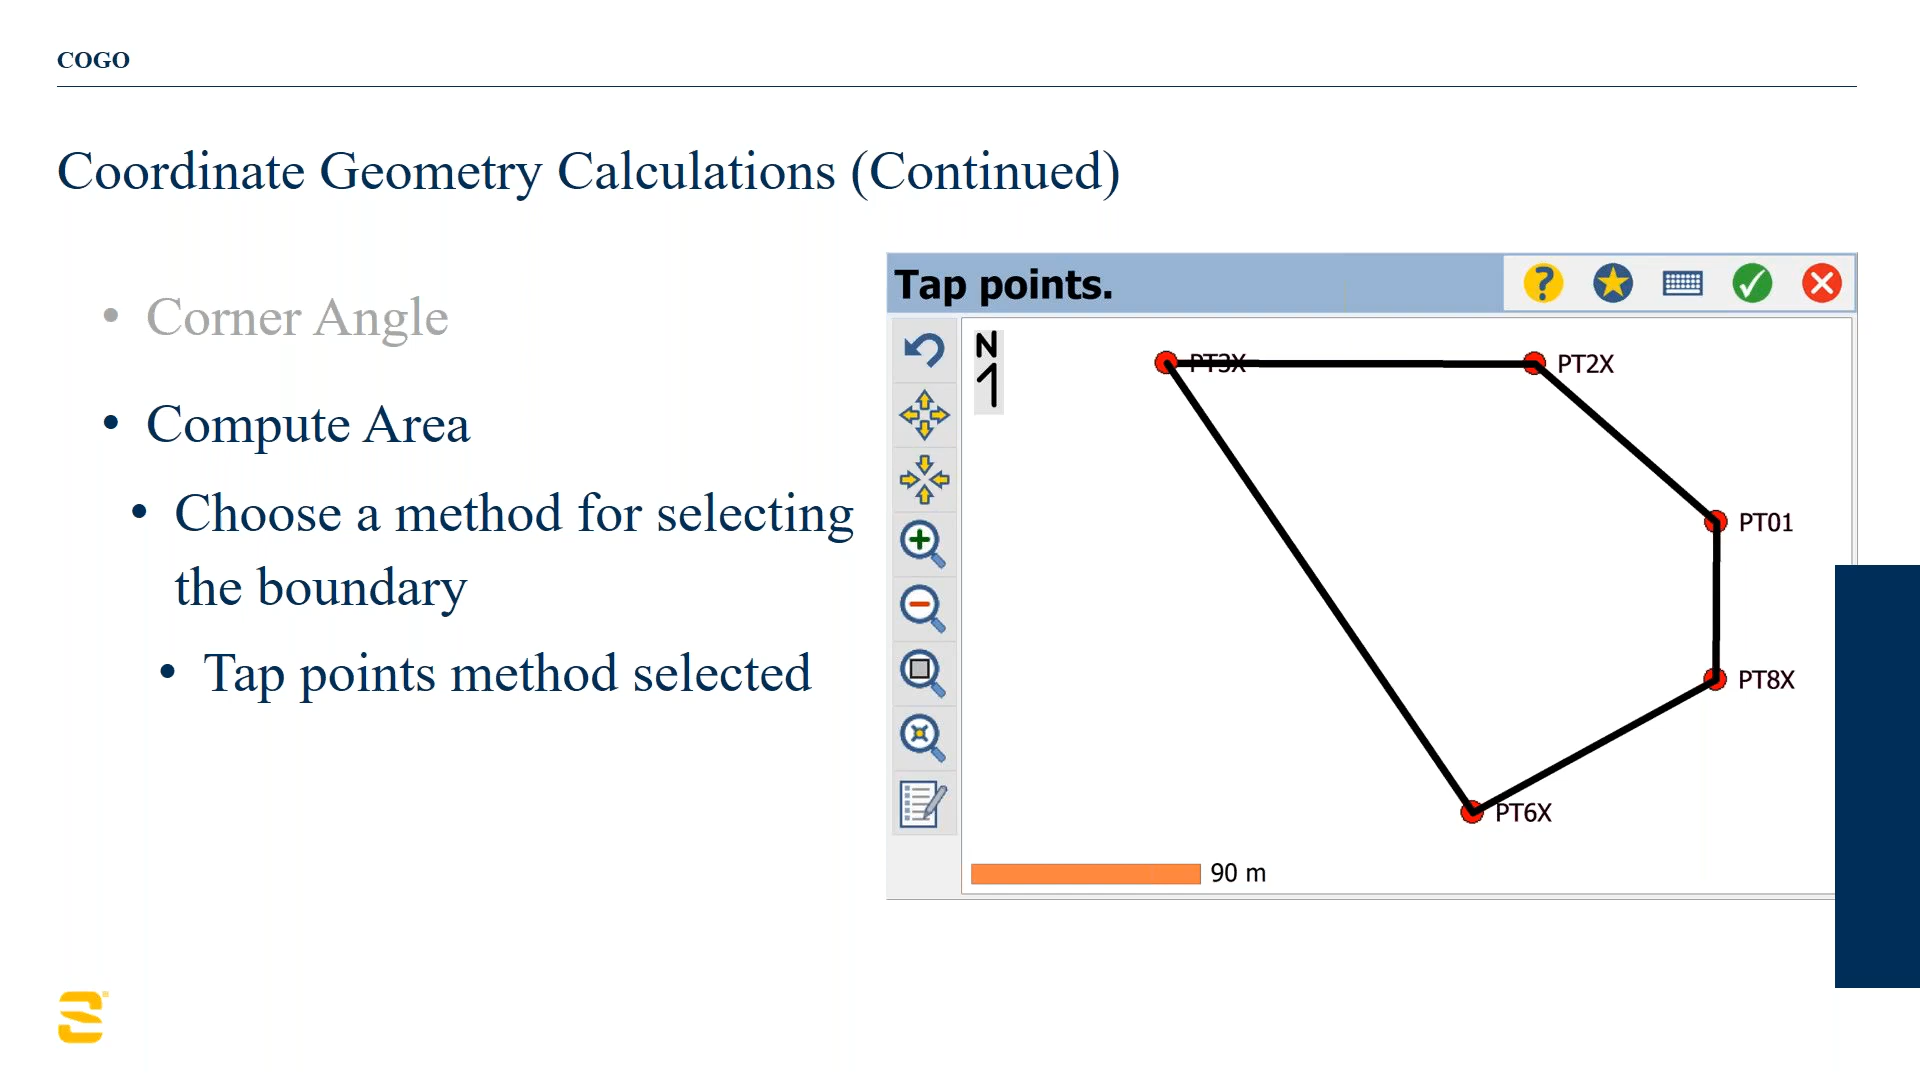 COGO
Coordinate Geometry Calculations (Continued)
• Corner Angle
• Compute Area
• Choose a method for selecting
the boundary
• Tap points method selected
Tap points.
N
PT3X
PT2X
PT01
PT8X
PT6X
90 m